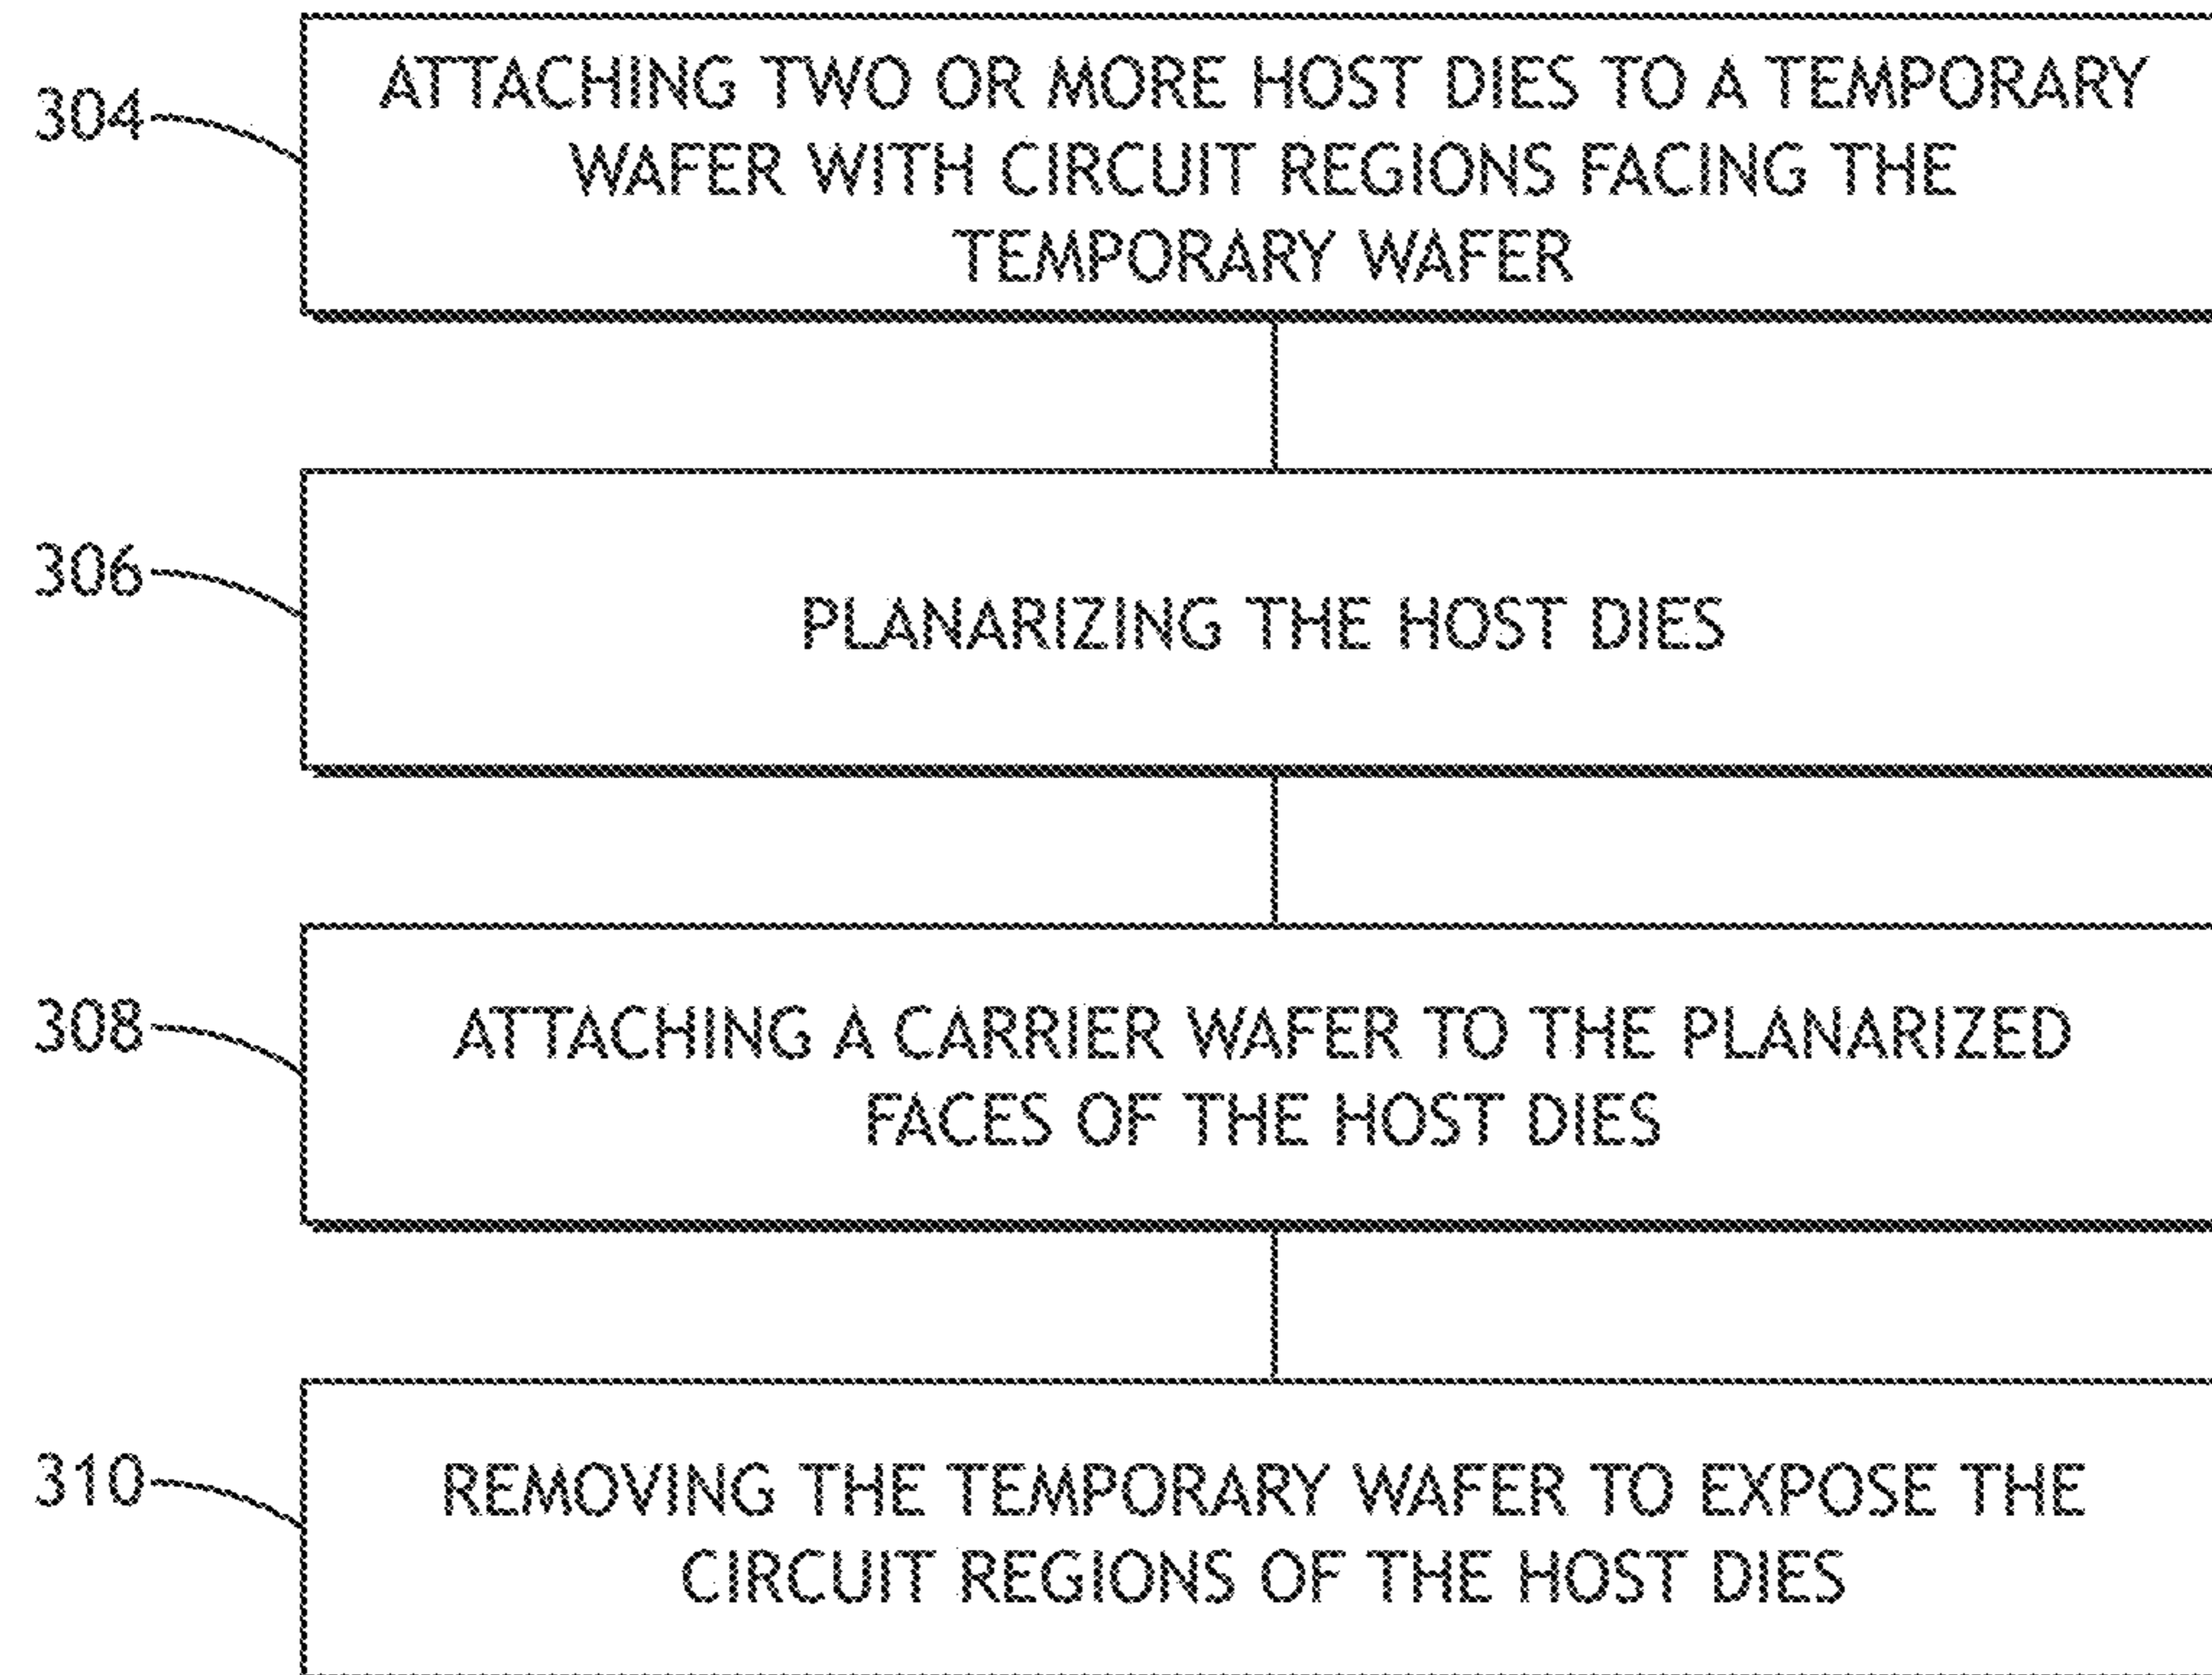 304
ATTACHING TWO OR MORE HOST DIES TO A TEMPORARY
WAFER WITH CIRCUIT REGIONS FACING THE
TEMPORARY WAFER
306
PLANARIZING THE HOST DIES
308
ATTACHING A CARRIER WAFER TO THE PLANARIZED
FACES OF THE HOST DIES
310
REMOVING THE TEMPORARY WAFER TO EXPOSE THE
CIRCUIT REGIONS OF THE HOST DIES